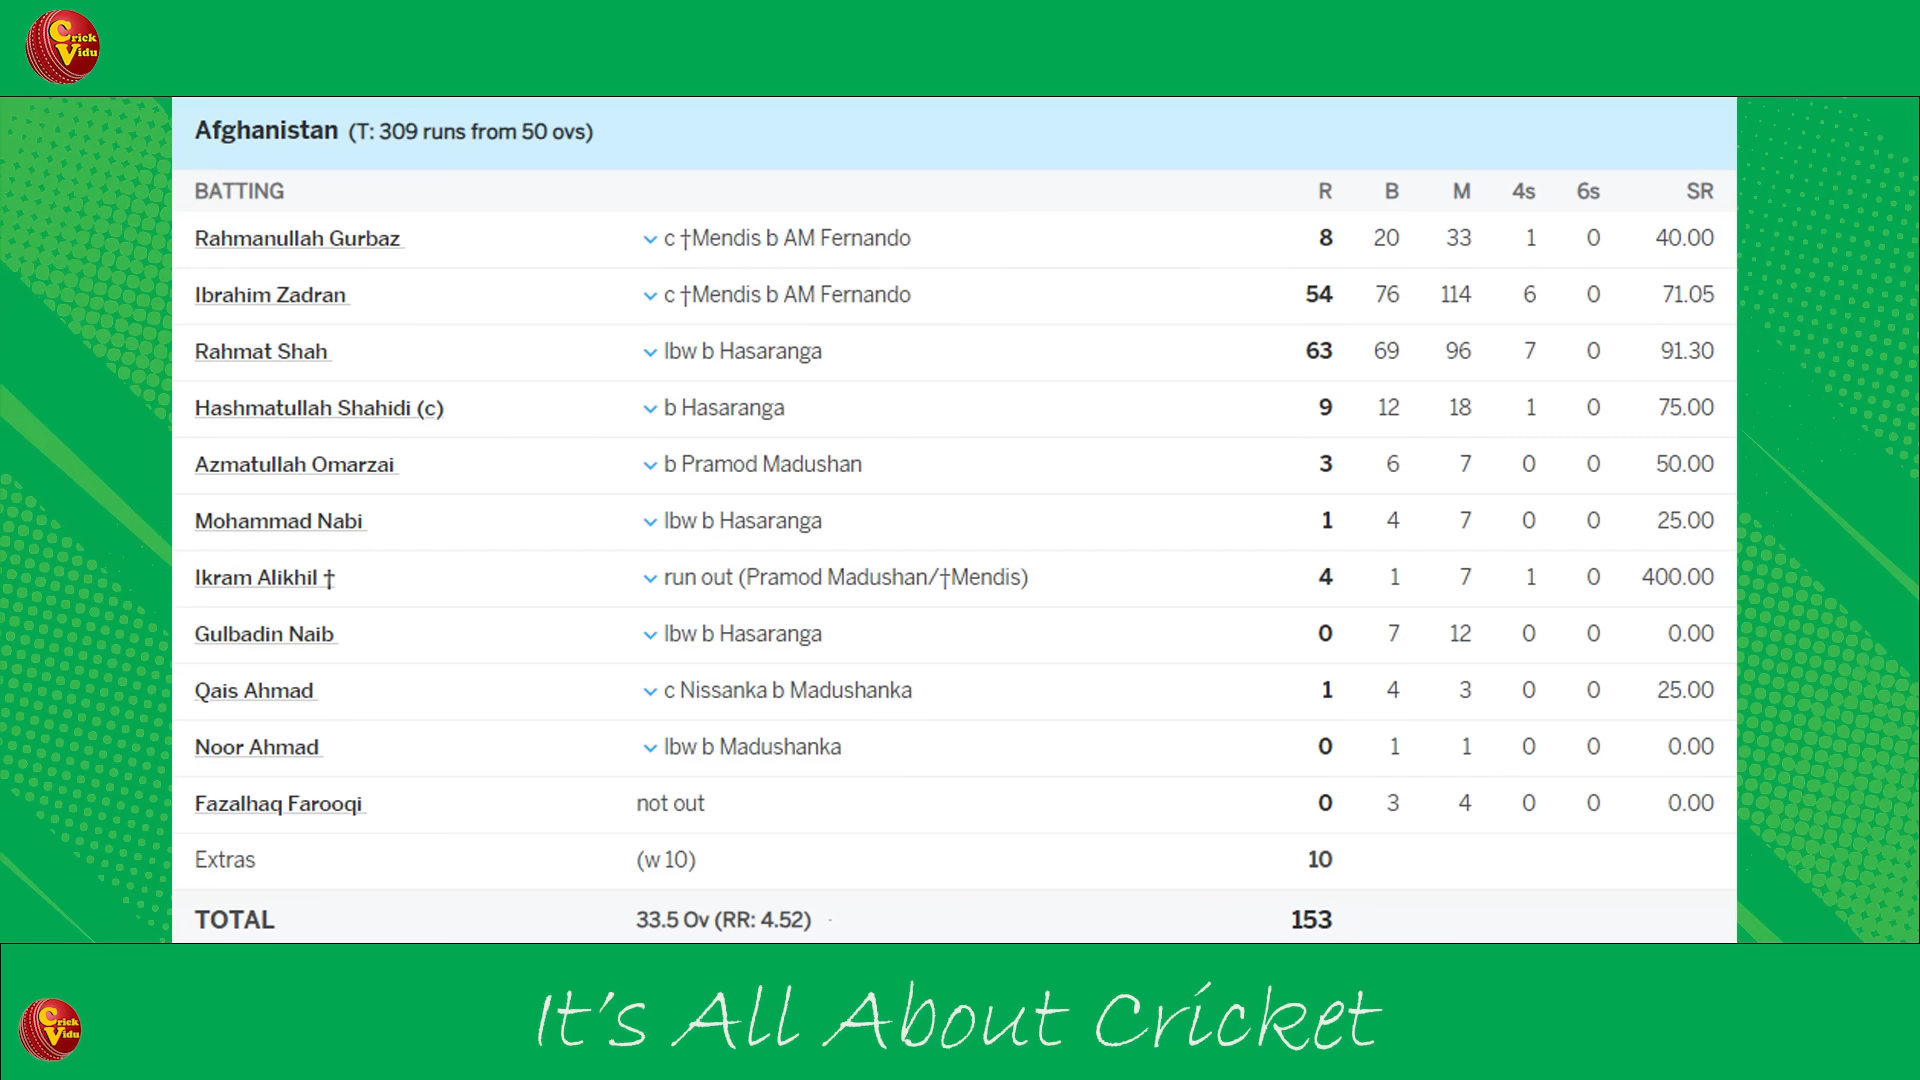 Crick
Vidu
Afghanistan (T: 309 runs from 50 ovs)
BATTING R B M 4s 6s SR
Rahmanullah Gurbaz c †Mendis b AM Fernando 8 20 33 1 0 40.00
Ibrahim Zadran c †Mendis b AM Fernando 54 76 114 6 0 71.05
Rahmat Shah lbw b Hasaranga 63 69 96 7 0 91.30
Hashmatullah Shahidi (c) b Hasaranga 9 12 18 1 0 75.00
Azmatullah Omarzai b Pramod Madushan 3 6 7 0 0 50.00
Mohammad Nabi lbw b Hasaranga 1 4 7 0 0 25.00
Ikram Alikhil † run out (Pramod Madushan/†Mendis) 4 1 7 1 0 400.00
Gulbadin Naib lbw b Hasaranga 0 7 12 0 0 0.00
Qais Ahmad c Nissanka b Madushanka 1 4 3 0 0 25.00
Noor Ahmad lbw b Madushanka 0 1 1 0 0 0.00
Fazalhaq Farooqi not out 0 3 4 0 0 0.00
Extras (w 10) 10
TOTAL 33.5 Ov (RR: 4.52) 153
Crick
Vidu
It's All About Cricket